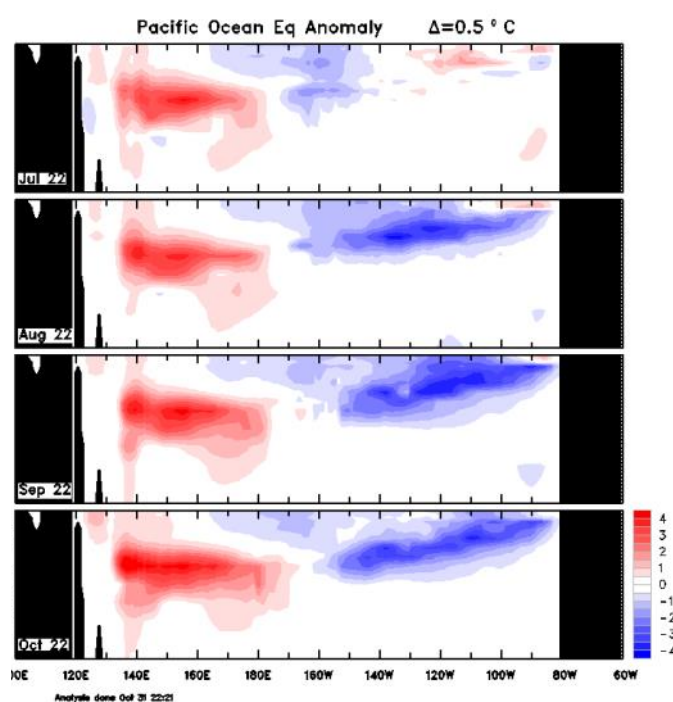 Pacific Ocean Eq Anomaly Δ=0.5 ° C
Jul 22
Aug 22
Sep 22
Oct 22
4
3
2
1
0
-1
-2
-3
-4
00E 120E 140E 160E 180E 160W 140W 120W 100W 80W 60W
Analysis done Oct 31 22:21